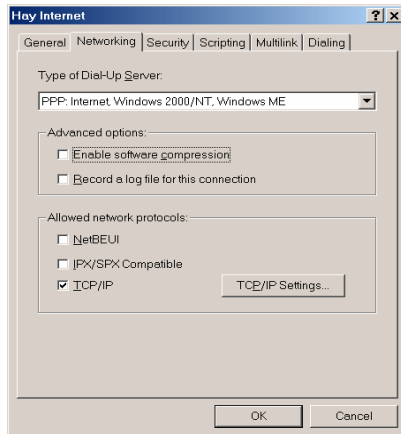 Hay Internet
General Networking Security Scripting Multilink Dialing
Type of Dial-Up Server:
PPP: Internet, Windows 2000/NT, Windows ME
Advanced options:
Enable software compression
Record a log file for this connection
Allowed network protocols:
NetBEUI
IPX/SPX Compatible
TCP/IP TCP/IP Settings...
OK Cancel